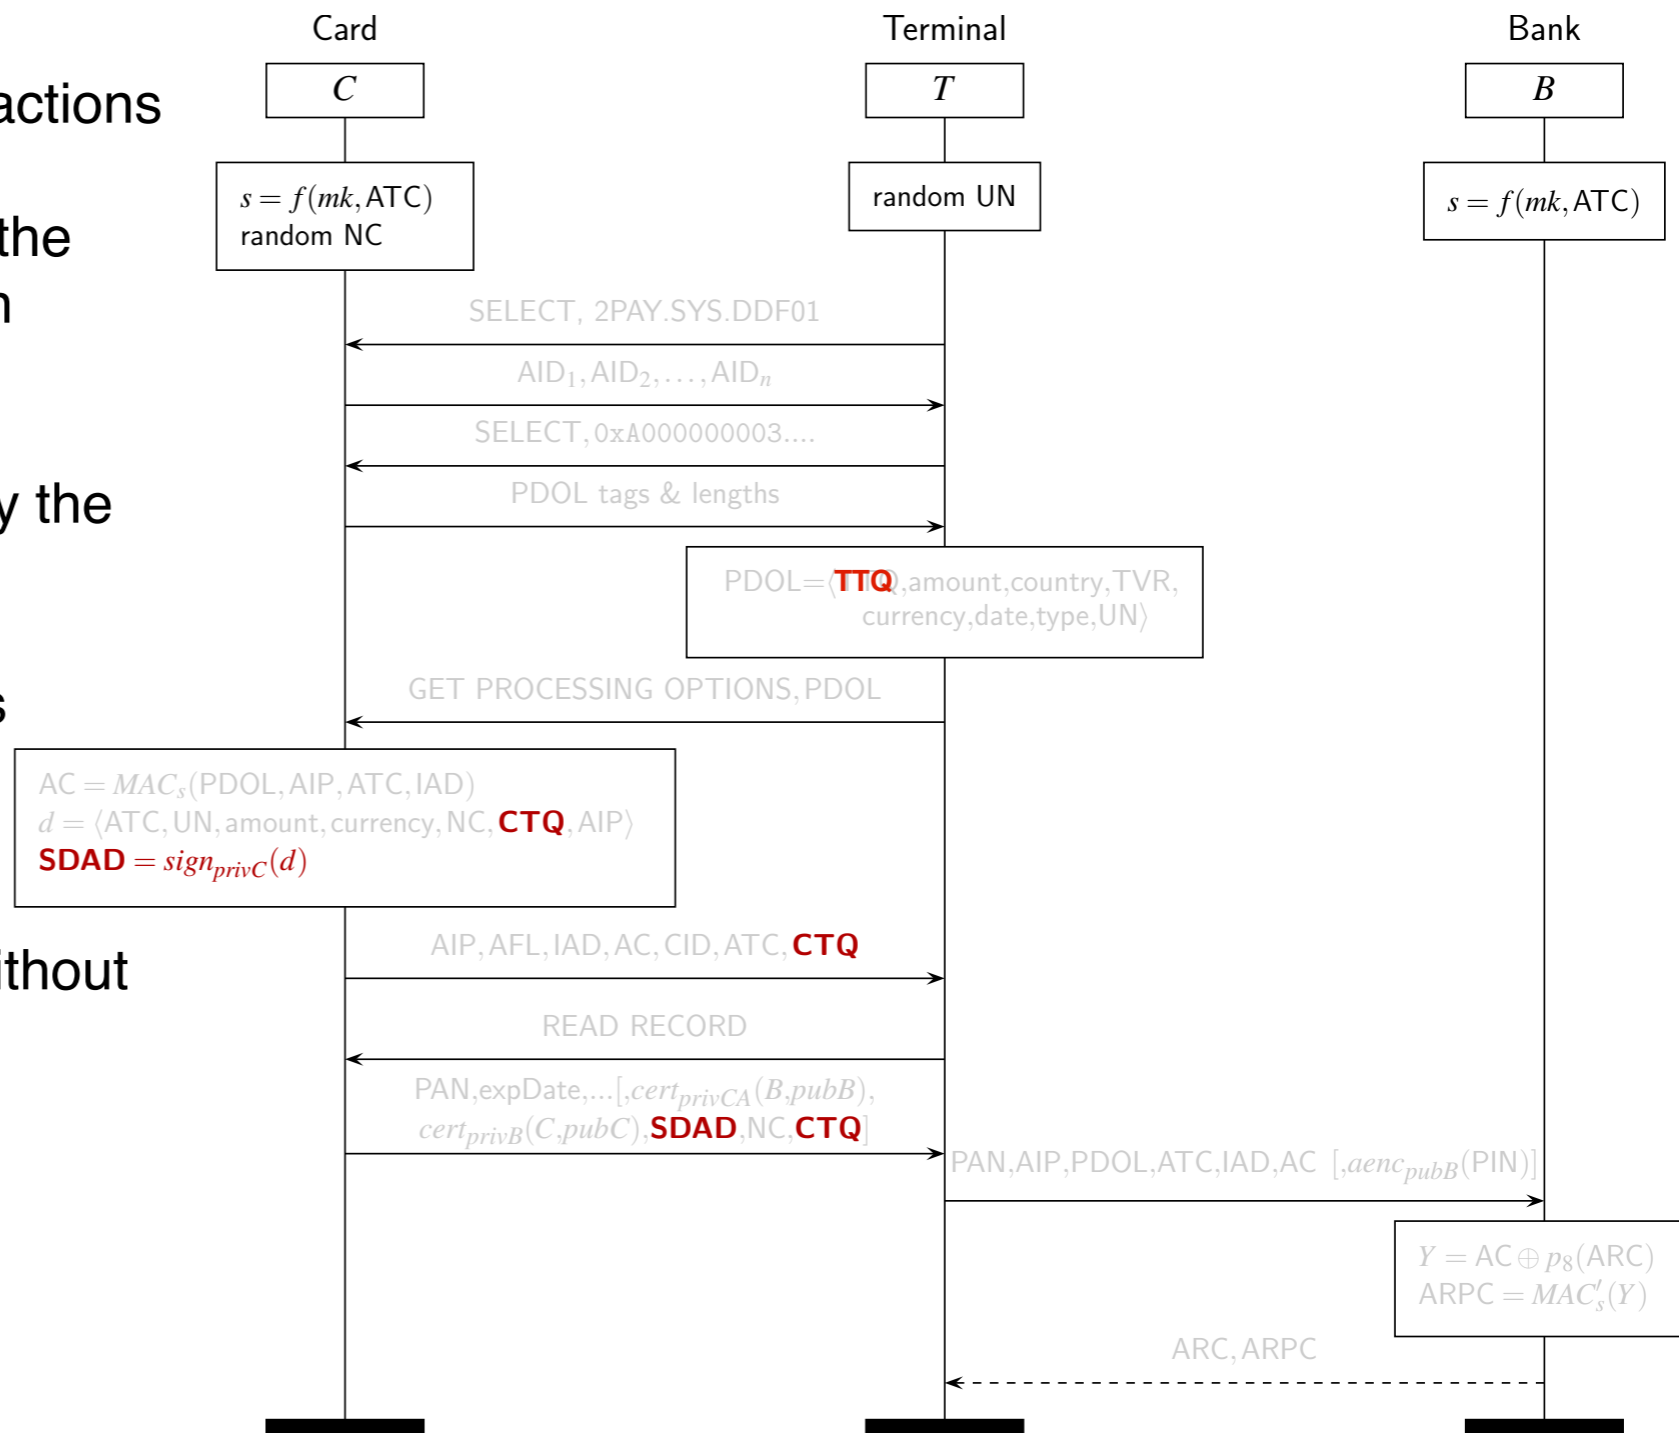 Card
Terminal
Bank
C
T
B
actions
the
y the
s
ithout
s = f(mk,ATC)
random NC
random UN
s = f(mk,ATC)
SELECT, 2PAY.SYS.DDF01
AID₁,AID₂,...,AIDₙ
SELECT,0xA000000003....
PDOL tags & lengths
PDOL=⟨TTQ,amount,country,TVR,
currency,date,type,UN⟩
GET PROCESSING OPTIONS,PDOL
AC = MACₛ(PDOL,AIP,ATC,IAD)
d = ⟨ATC,UN,amount,currency,NC,CTQ,AIP⟩
SDAD = sign_privC(d)
AIP,AFL,IAD,AC,CID,ATC,CTQ
READ RECORD
PAN,expDate,...[,cert_privCA(B,pubB),
cert_privB(C,pubC),SDAD,NC,CTQ]
PAN,AIP,PDOL,ATC,IAD,AC [,aenc_pubB(PIN)]
Y = AC⊕p₈(ARC)
ARPC = MAC′ₛ(Y)
ARC,ARPC